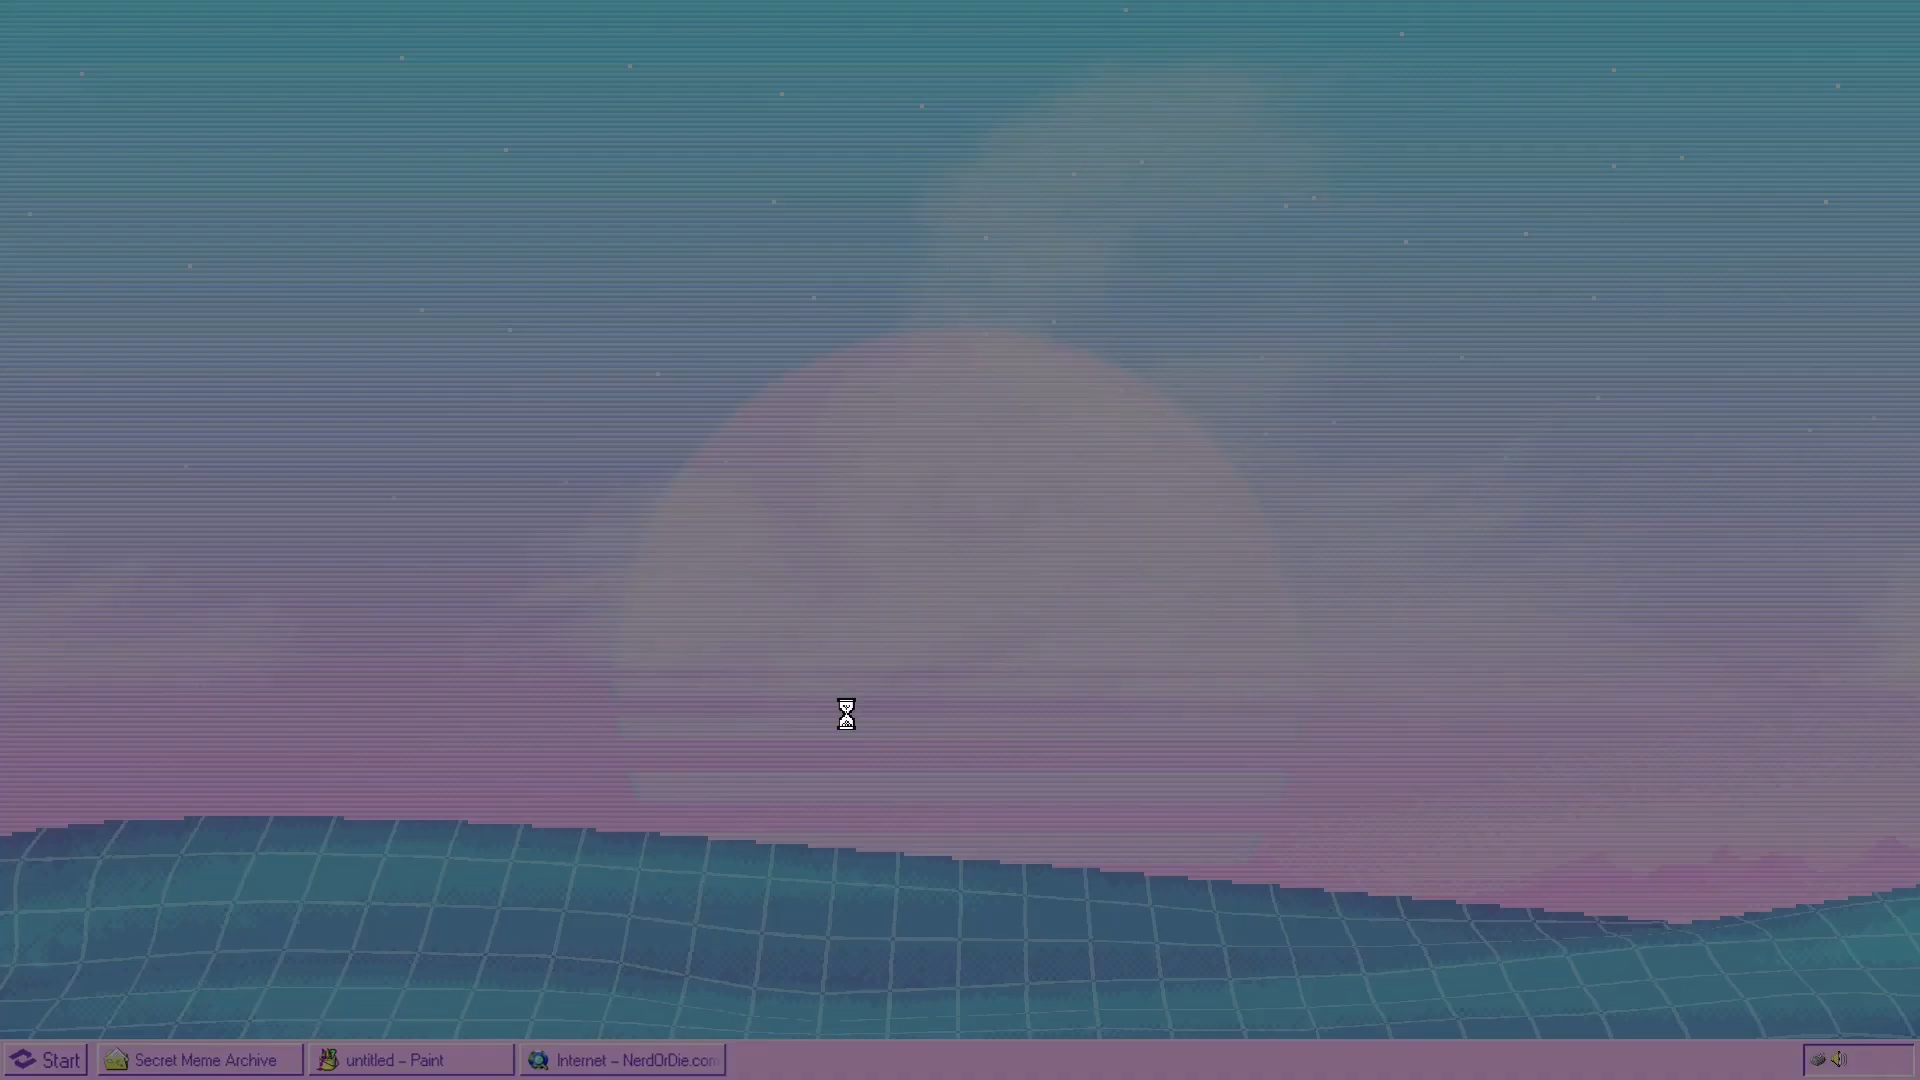 Start
Secret Meme Archive
untitled – Paint
Internet – NerdOrDie.com